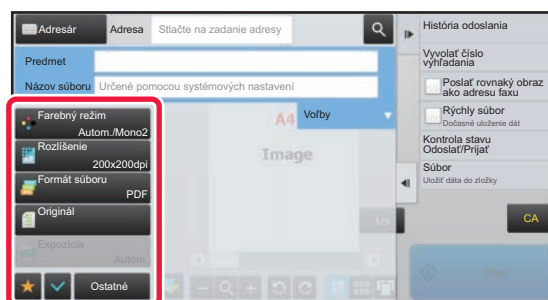 Adresár
Adresa
Stlačte na zadanie adresy
Predmet
Názov súboru
Určené pomocou systémových nastavení
Farebný režim
Autom./Mono2
Rozlíšenie
200x200dpi
Formát súboru
PDF
Originál
Expozícia
Autom.
Ostatné
A4
Voľby
Image
1/3
História odoslania
Vyvolať číslo
vyhľadania
Poslať rovnaký obraz
ako adresu faxu
Rýchly súbor
Dočasné uloženie dát
Kontrola stavu
Odoslať/Prijať
Súbor
Uložiť dáta do zložky
CA